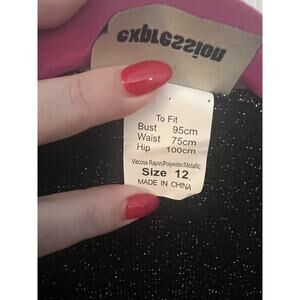 expression
To Fit
Bust 95cm
Waist 75cm
Hip 100cm
Viscose Rayon/Polyester/Metallic
Size 12
MADE IN CHINA